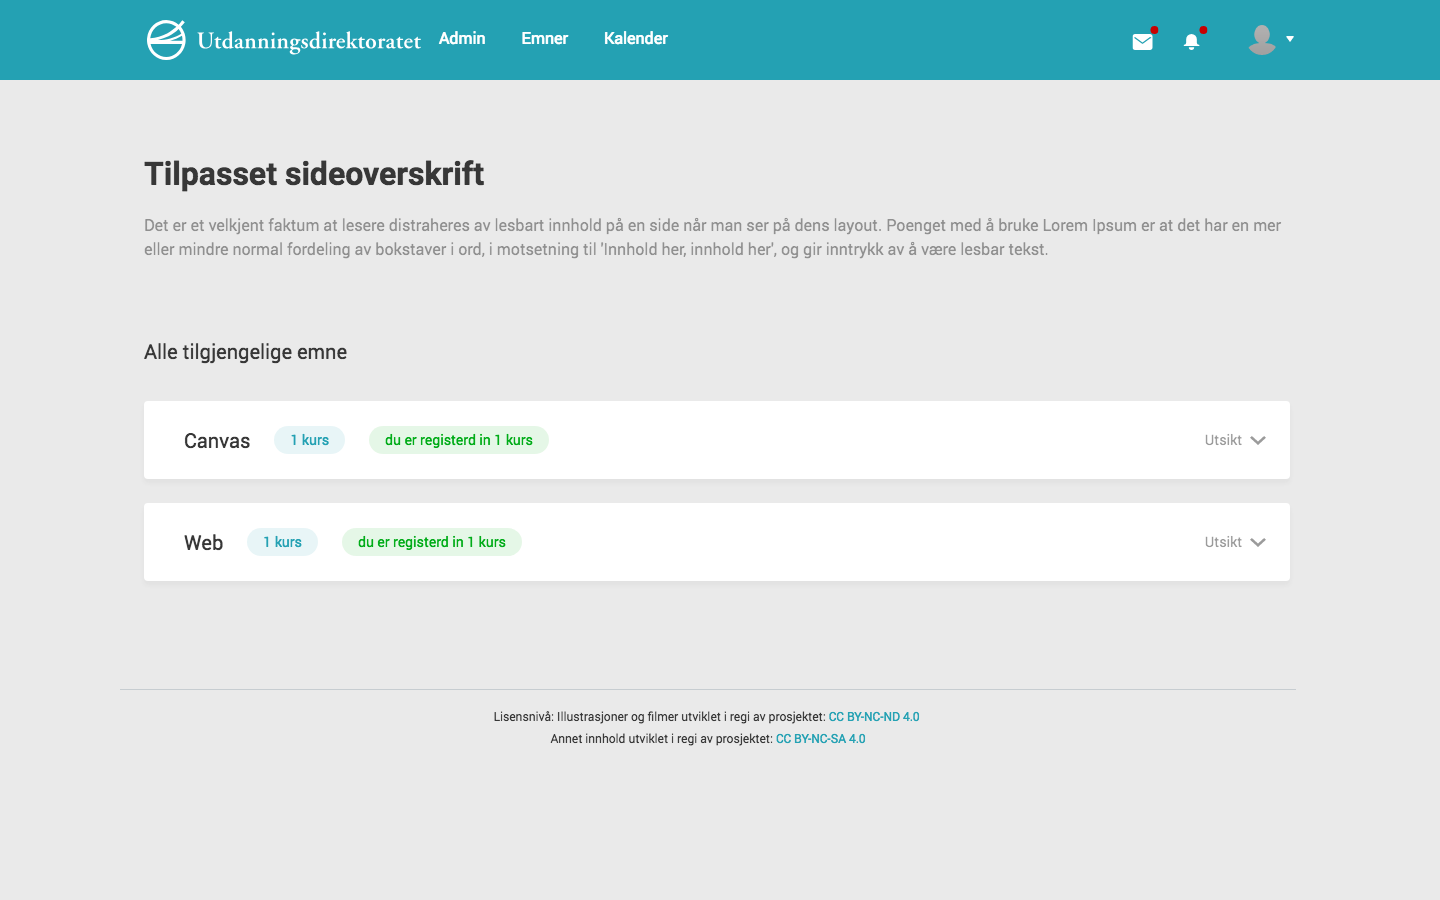 Utdanningsdirektoratet Admin Emner Kalender
Tilpasset sideoverskrift
Det er et velkjent faktum at lesere distraheres av lesbart innhold på en side når man ser på dens layout. Poenget med å bruke Lorem Ipsum er at det har en mer
eller mindre normal fordeling av bokstaver i ord, i motsetning til 'Innhold her, innhold her', og gir inntrykk av å være lesbar tekst.
Alle tilgjengelige emne
Canvas 1 kurs du er registerd in 1 kurs Utsikt
Web 1 kurs du er registerd in 1 kurs Utsikt
Lisensnivå: Illustrasjoner og filmer utviklet i regi av prosjektet: CC BY-NC-ND 4.0
Annet innhold utviklet i regi av prosjektet: CC BY-NC-SA 4.0